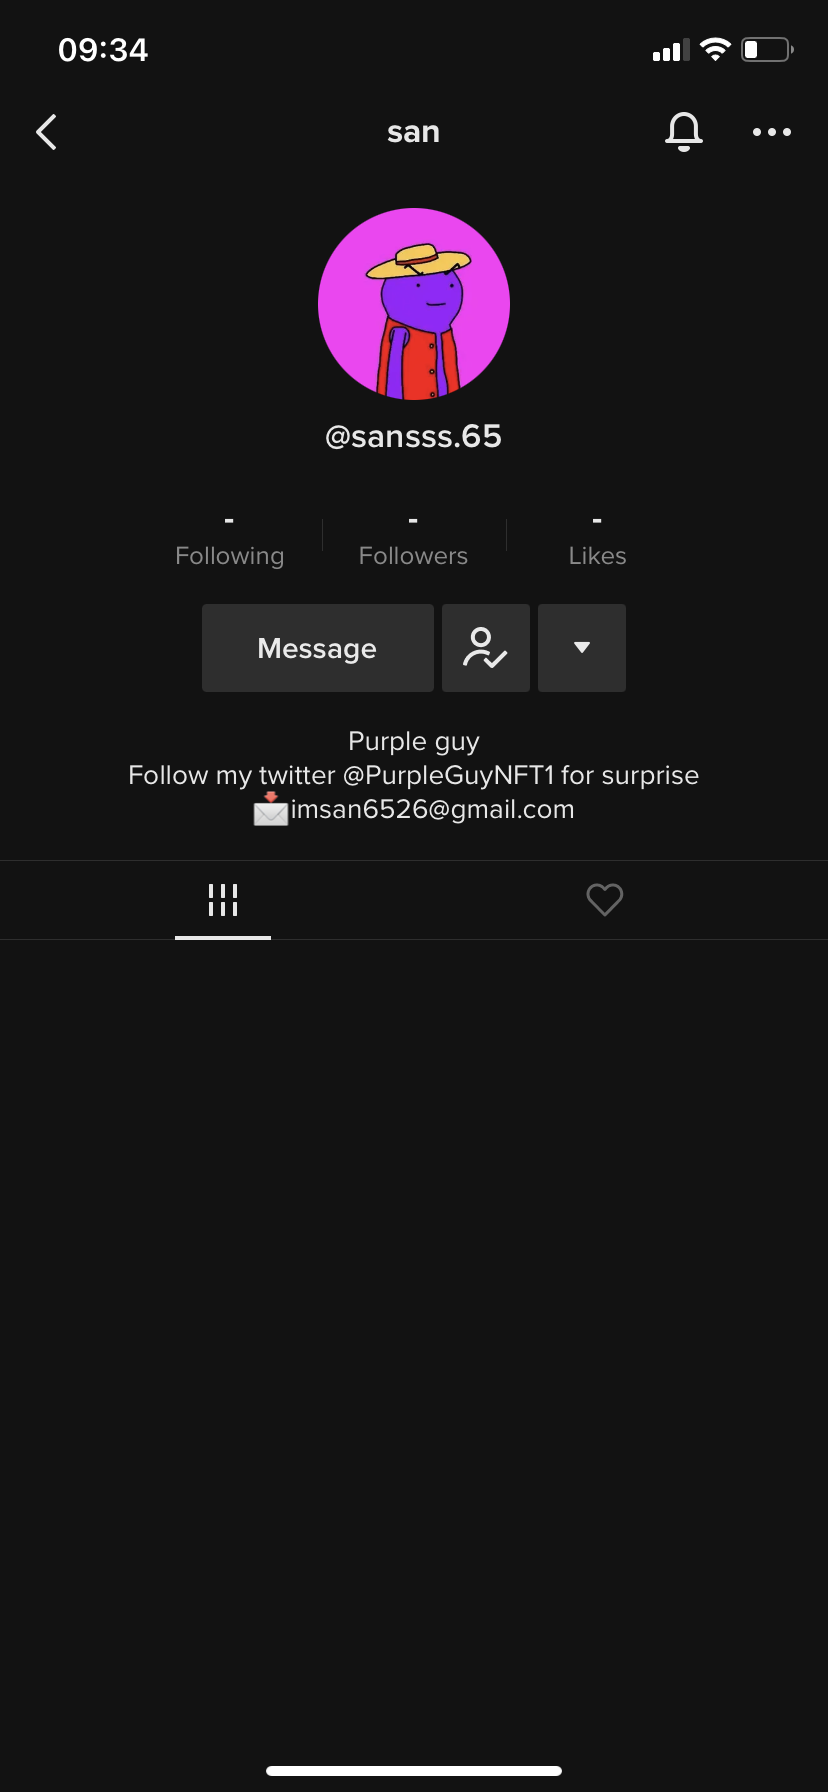 09:34
san
@sansss.65
- - -
Following Followers Likes
Message
Purple guy
Follow my twitter @PurpleGuyNFT1 for surprise
📩imsan6526@gmail.com